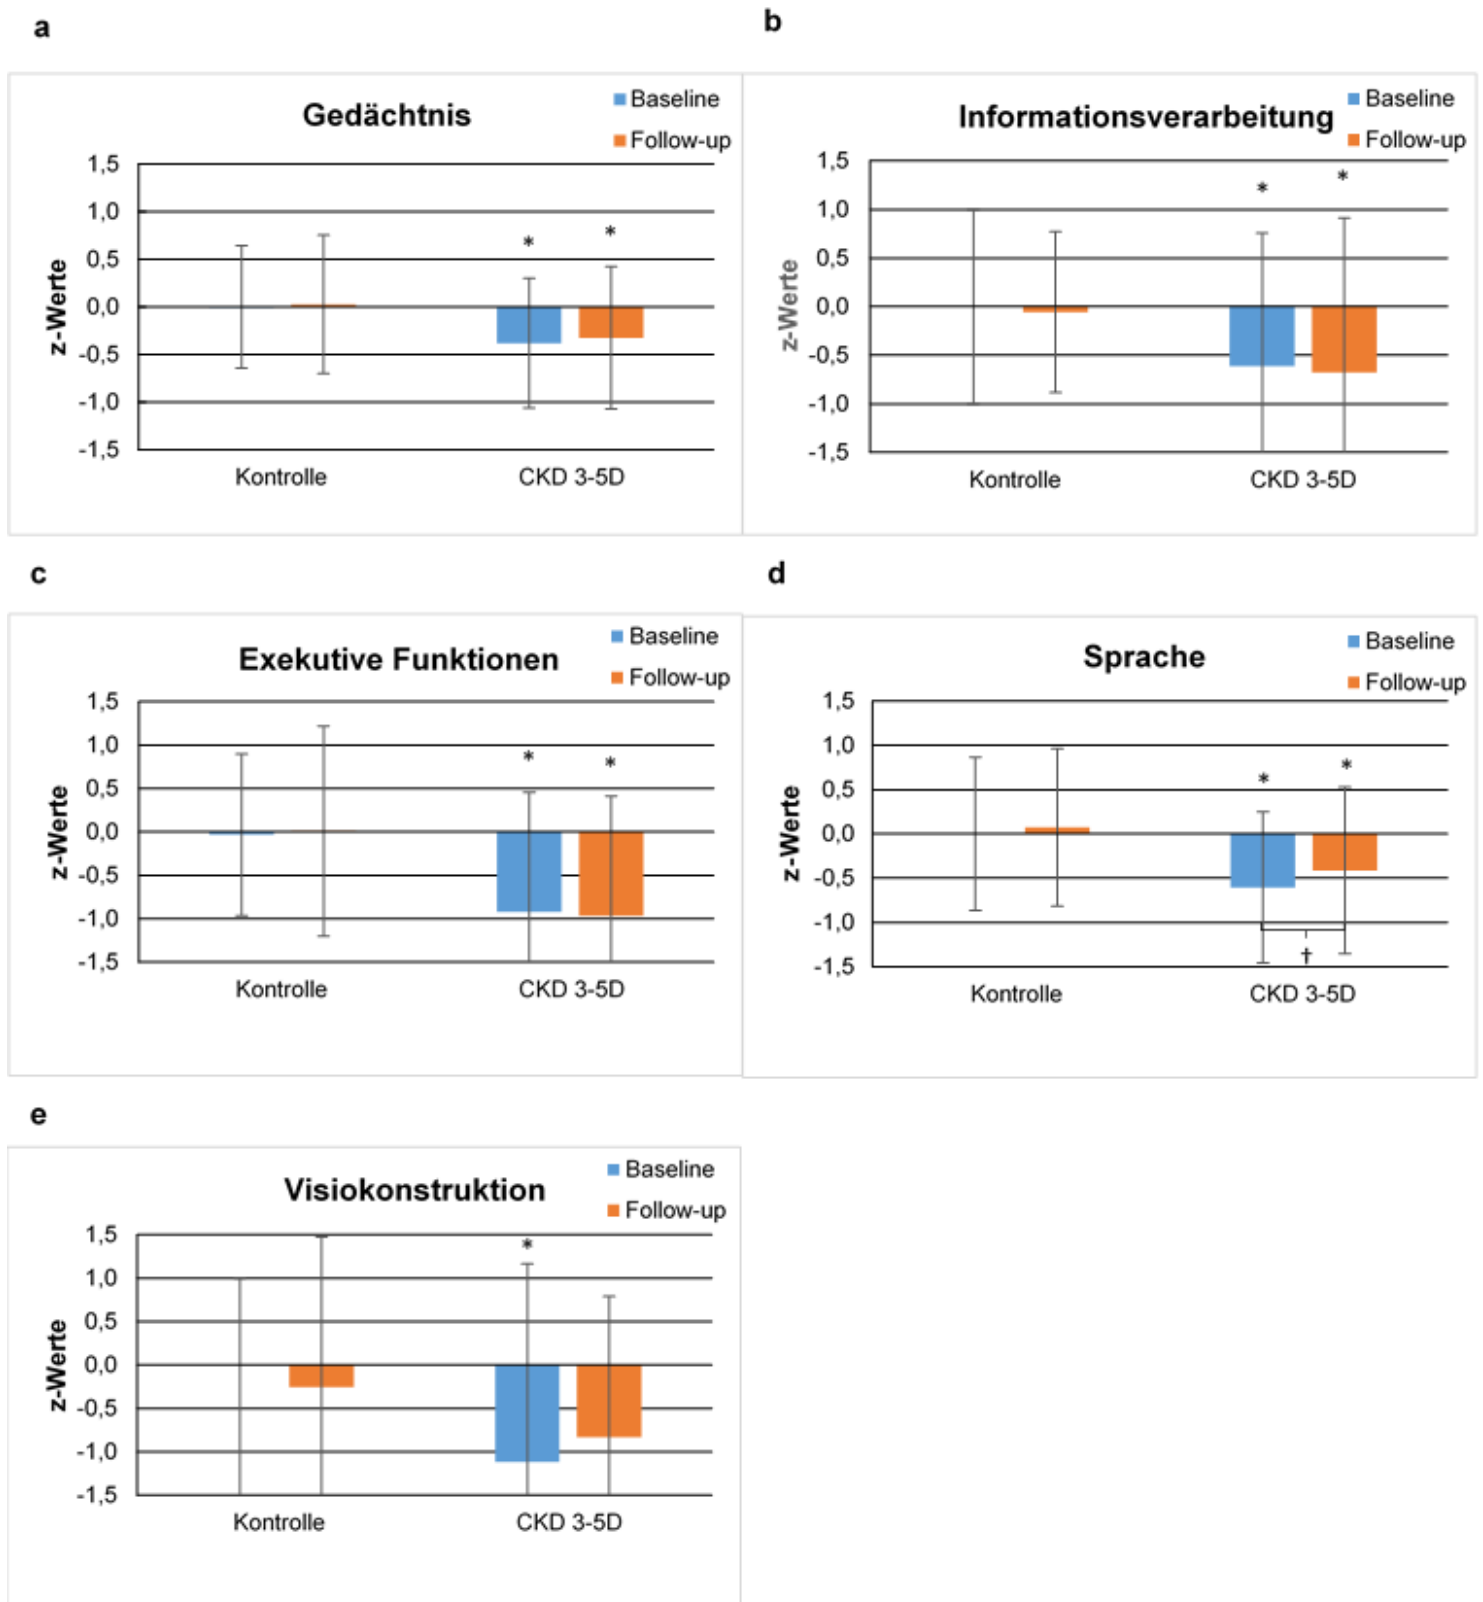 a
Gedächtnis
Baseline
Follow-up
z-Werte
1,5
1,0
0,5
0,0
-0,5
-1,0
-1,5
*
*
Kontrolle
CKD 3-5D
b
Informationsverarbeitung
Baseline
Follow-up
z-Werte
1,5
1,0
0,5
0,0
-0,5
-1,0
-1,5
*
*
Kontrolle
CKD 3-5D
c
Exekutive Funktionen
Baseline
Follow-up
z-Werte
1,5
1,0
0,5
0,0
-0,5
-1,0
-1,5
*
*
Kontrolle
CKD 3-5D
d
Sprache
Baseline
Follow-up
z-Werte
1,5
1,0
0,5
0,0
-0,5
-1,0
-1,5
*
*
†
Kontrolle
CKD 3-5D
e
Visiokonstruktion
Baseline
Follow-up
z-Werte
1,5
1,0
0,5
0,0
-0,5
-1,0
-1,5
*
Kontrolle
CKD 3-5D